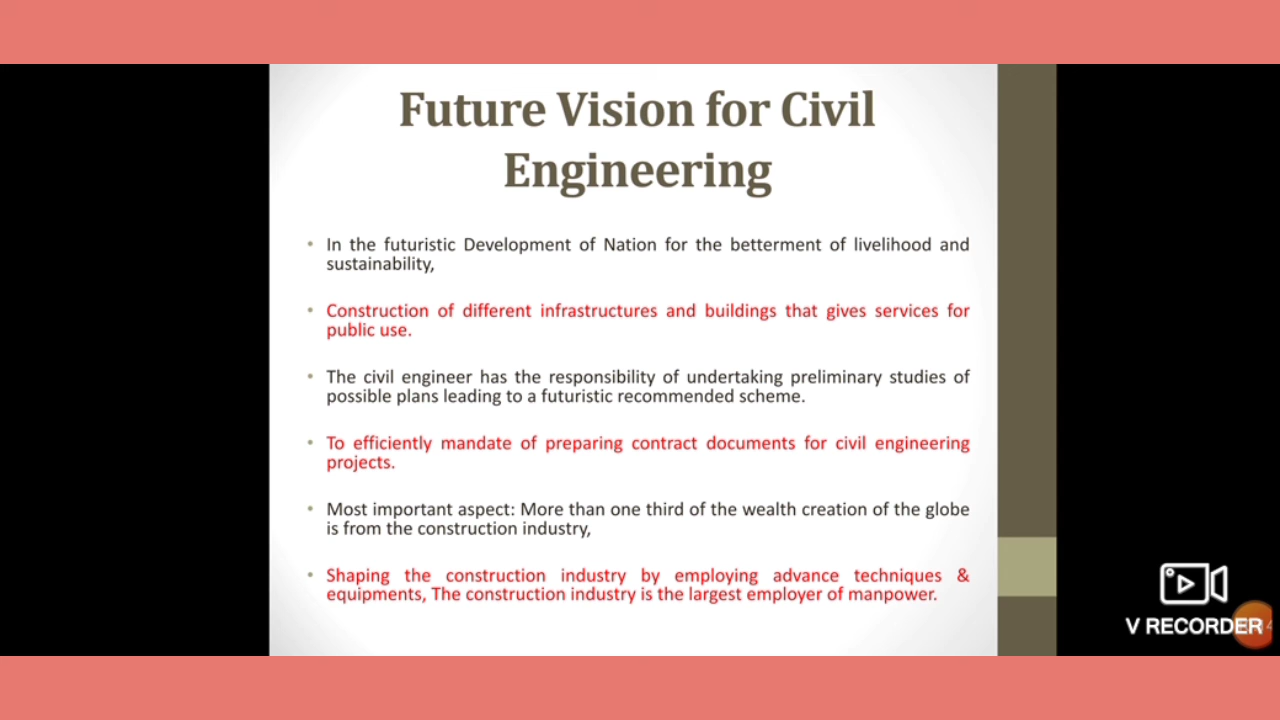 Future Vision for Civil
Engineering
• In the futuristic Development of Nation for the betterment of livelihood and
sustainability,
• Construction of different infrastructures and buildings that gives services for
public use.
• The civil engineer has the responsibility of undertaking preliminary studies of
possible plans leading to a futuristic recommended scheme.
• To efficiently mandate of preparing contract documents for civil engineering
projects.
• Most important aspect: More than one third of the wealth creation of the globe
is from the construction industry,
• Shaping the construction industry by employing advance techniques &
equipments, The construction industry is the largest employer of manpower.
V RECORDER